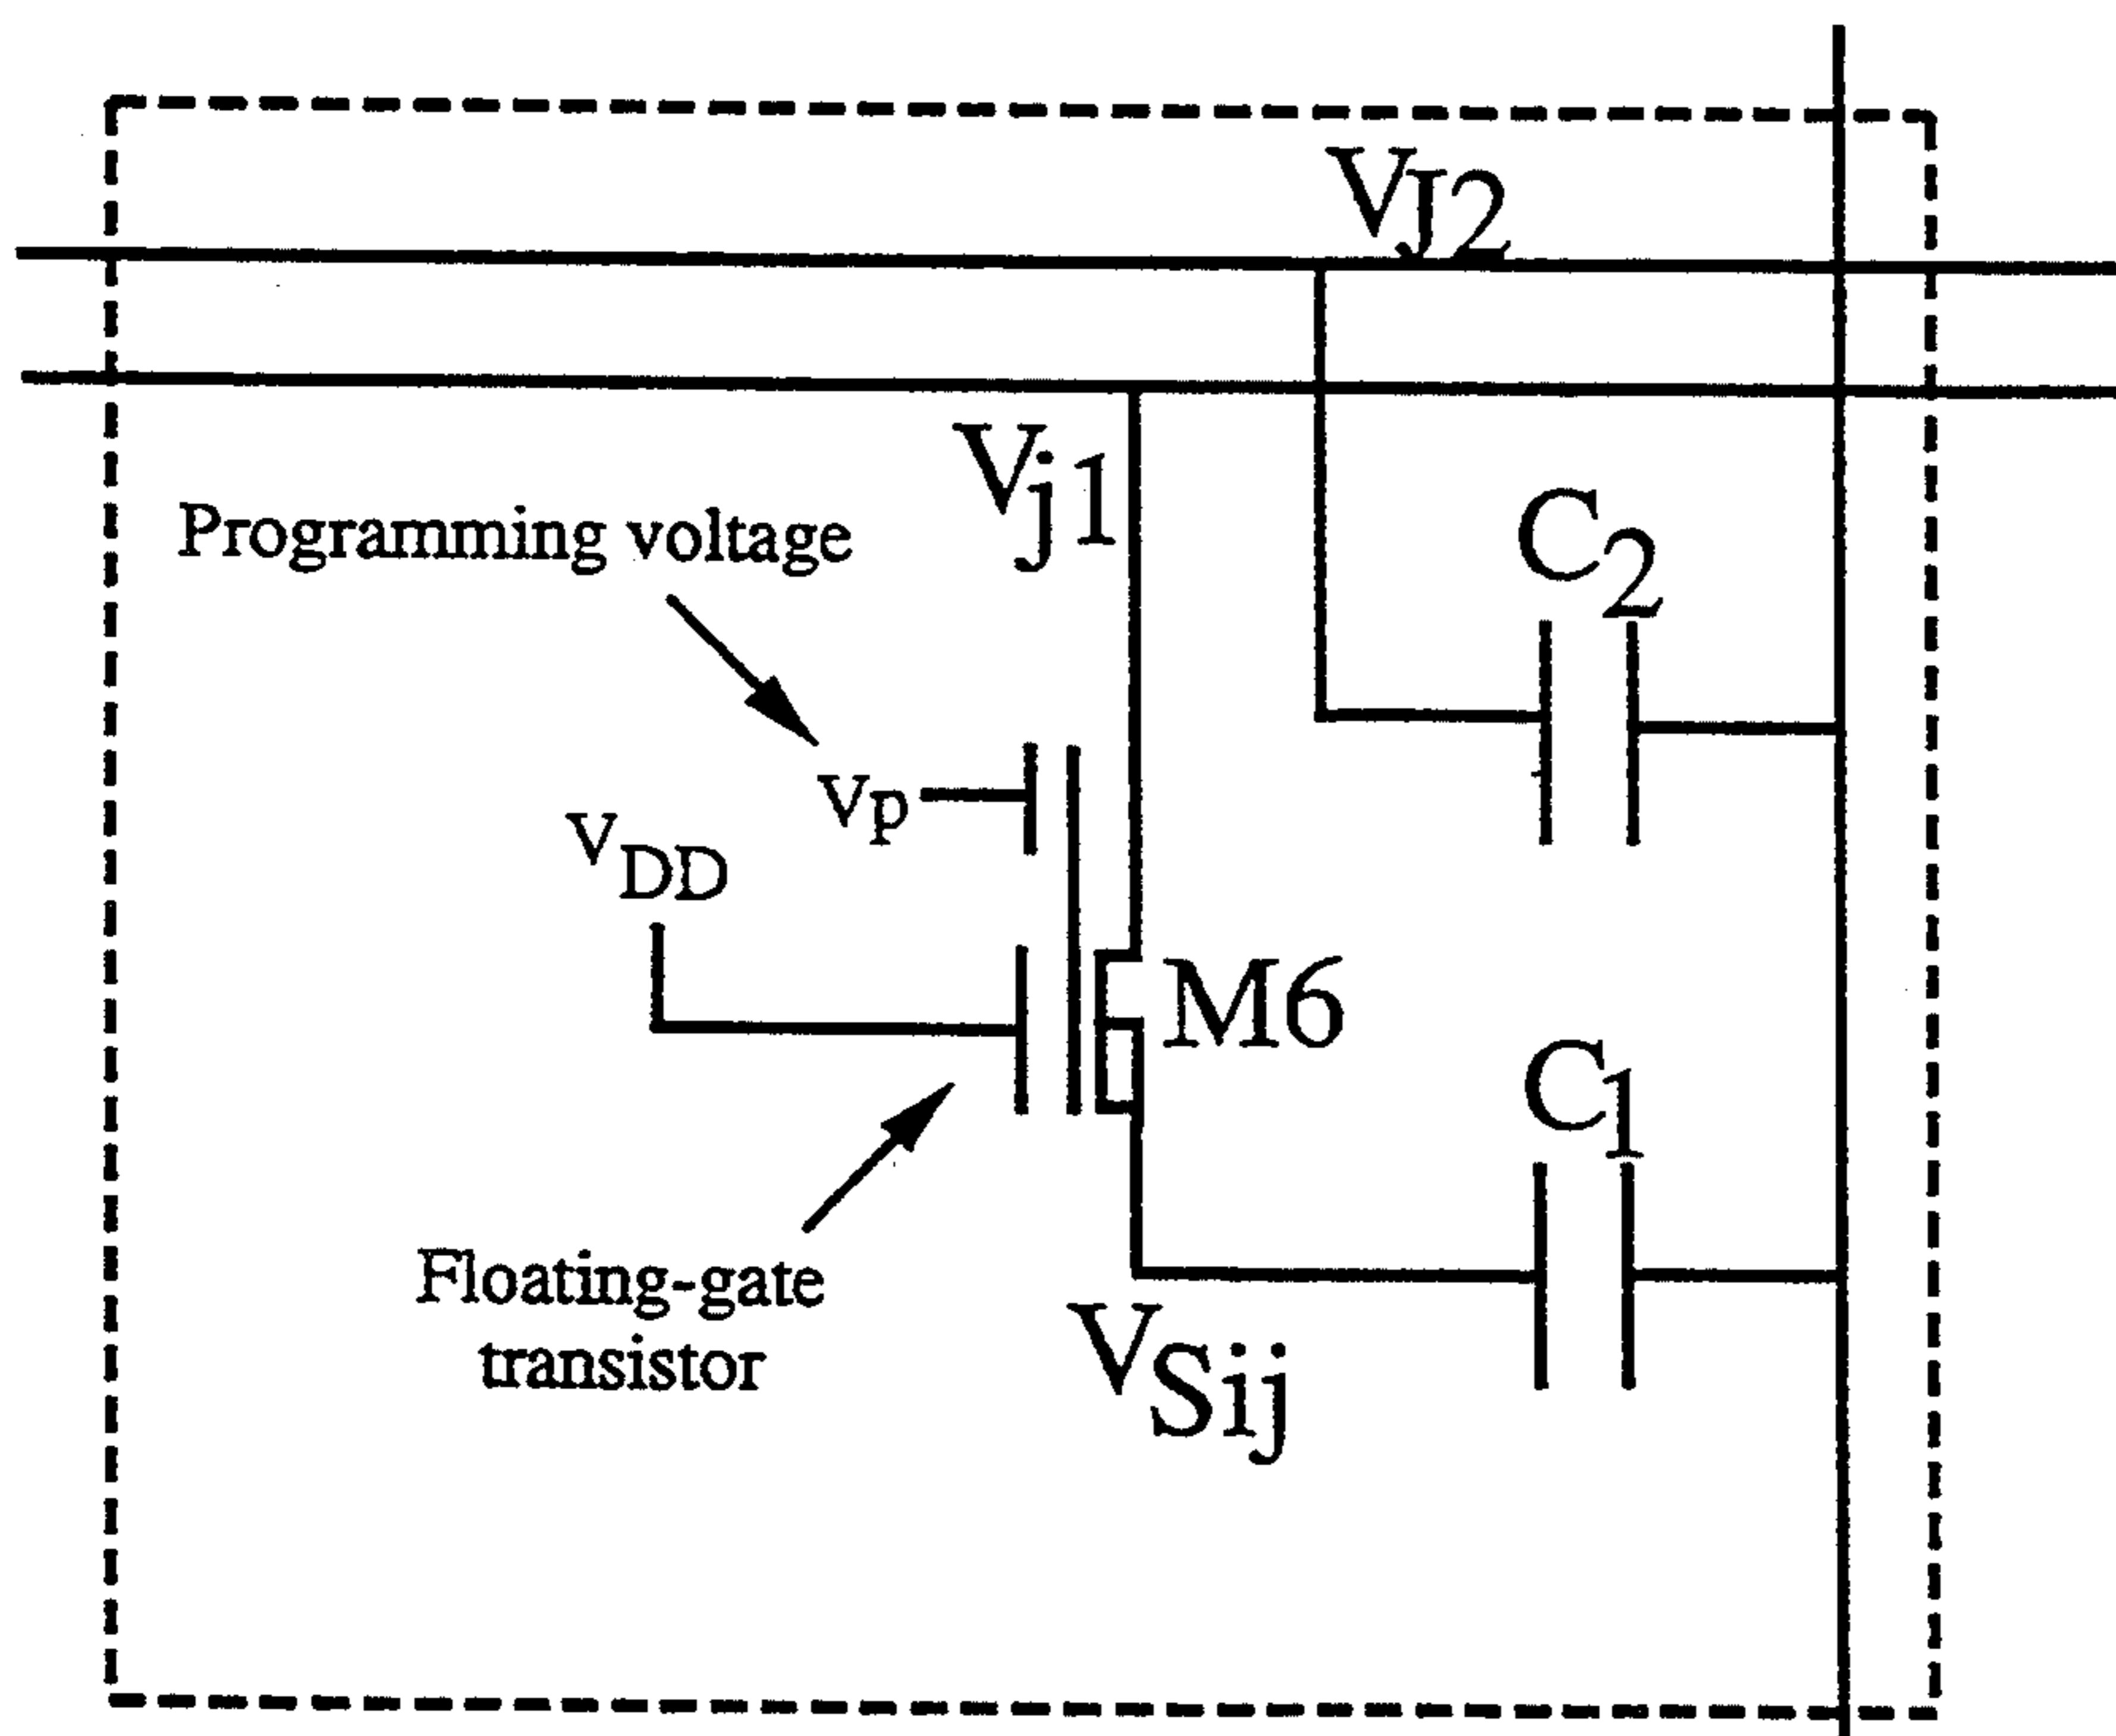 VJ2
Vj1
Programming voltage
C2
vp
VDD
M6
C1
Floating-gate
transistor
VSij